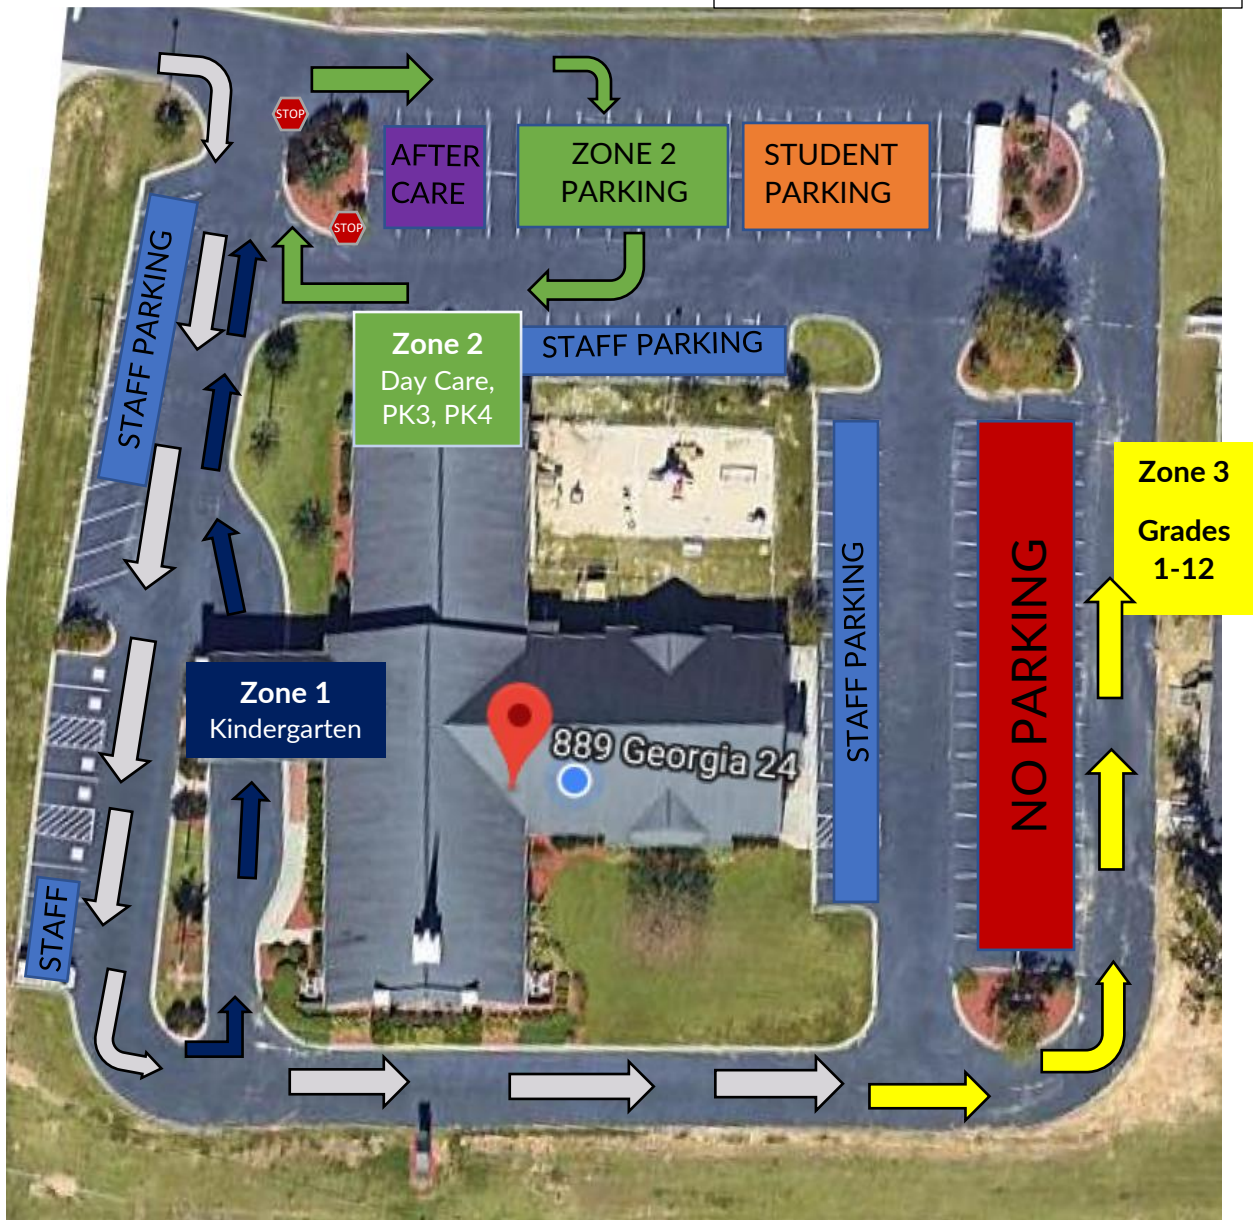 STOP
AFTER
CARE
ZONE 2
PARKING
STUDENT
PARKING
STOP
STAFF PARKING
Zone 2
Day Care,
PK3, PK4
STAFF PARKING
Zone 3
Grades
1-12
STAFF PARKING
NO PARKING
Zone 1
Kindergarten
889 Georgia 24
STAFF